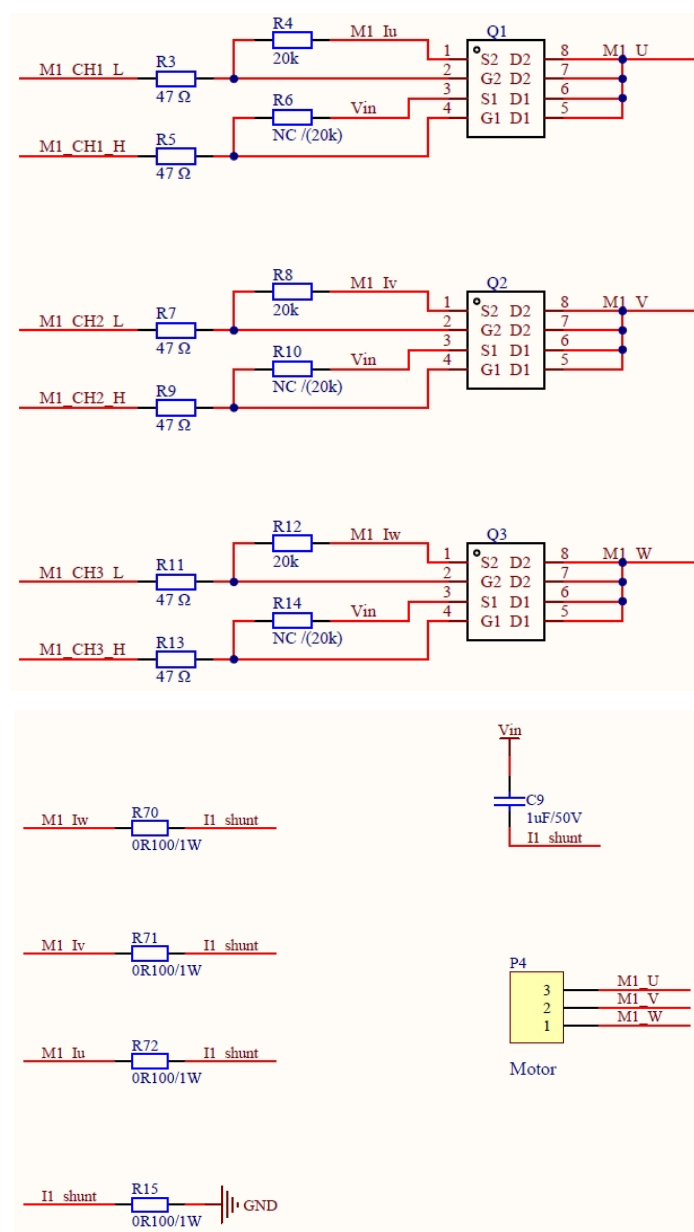 R4
M1_Iu
Q1
20k
M1_CH1_L
R3
47 Ω
R6
Vin
NC /(20k)
M1_CH1_H
R5
47 Ω
1 S2 D2 8
2 G2 D2 7
3 S1 D1 6
4 G1 D1 5
M1_U
R8
M1_Iv
Q2
20k
M1_CH2_L
R7
47 Ω
R10
Vin
NC /(20k)
M1_CH2_H
R9
47 Ω
1 S2 D2 8
2 G2 D2 7
3 S1 D1 6
4 G1 D1 5
M1_V
R12
M1_Iw
Q3
20k
M1_CH3_L
R11
47 Ω
R14
Vin
NC /(20k)
M1_CH3_H
R13
47 Ω
1 S2 D2 8
2 G2 D2 7
3 S1 D1 6
4 G1 D1 5
M1_W
Vin
C9
1uF/50V
I1_shunt
M1_Iw
R70
I1_shunt
0R100/1W
M1_Iv
R71
I1_shunt
0R100/1W
P4
3 M1_U
2 M1_V
1 M1_W
Motor
M1_Iu
R72
I1_shunt
0R100/1W
I1_shunt
R15
GND
0R100/1W